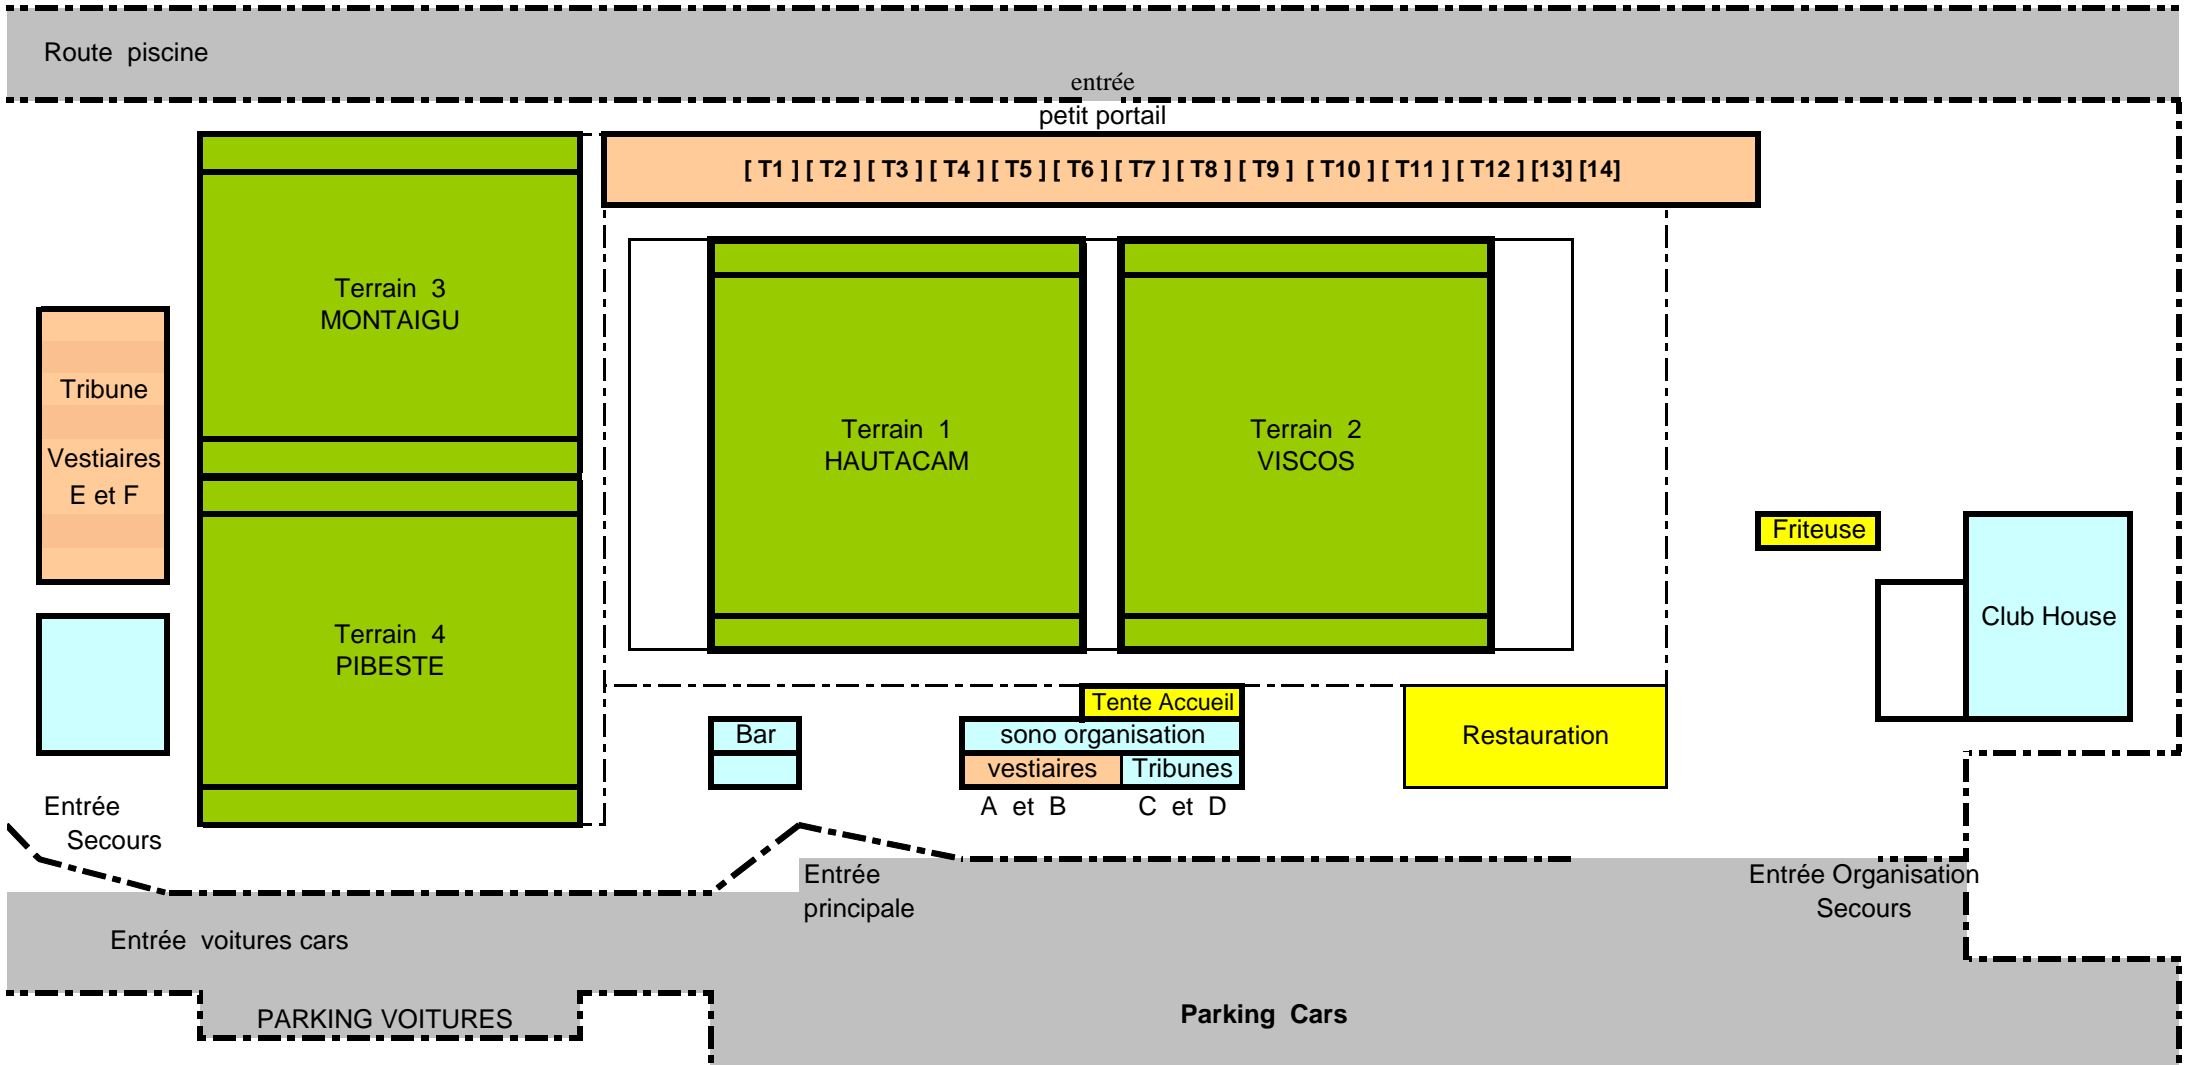 Route piscine
entrée
petit portail
[ T1 ] [ T2 ] [ T3 ] [ T4 ] [ T5 ] [ T6 ] [ T7 ] [ T8 ] [ T9 ] [ T10 ] [ T11 ] [ T12 ] [13] [14]
Terrain 3
MONTAIGU
Tribune
Vestiaires
E et F
Terrain 1
HAUTACAM
Terrain 2
VISCOS
Friteuse
Club House
Terrain 4
PIBESTE
Tente Accueil
Bar
sono organisation
Restauration
vestiaires
Tribunes
A et B
C et D
Entrée
Secours
Entrée
principale
Entrée Organisation
Secours
Entrée voitures cars
PARKING VOITURES
Parking Cars